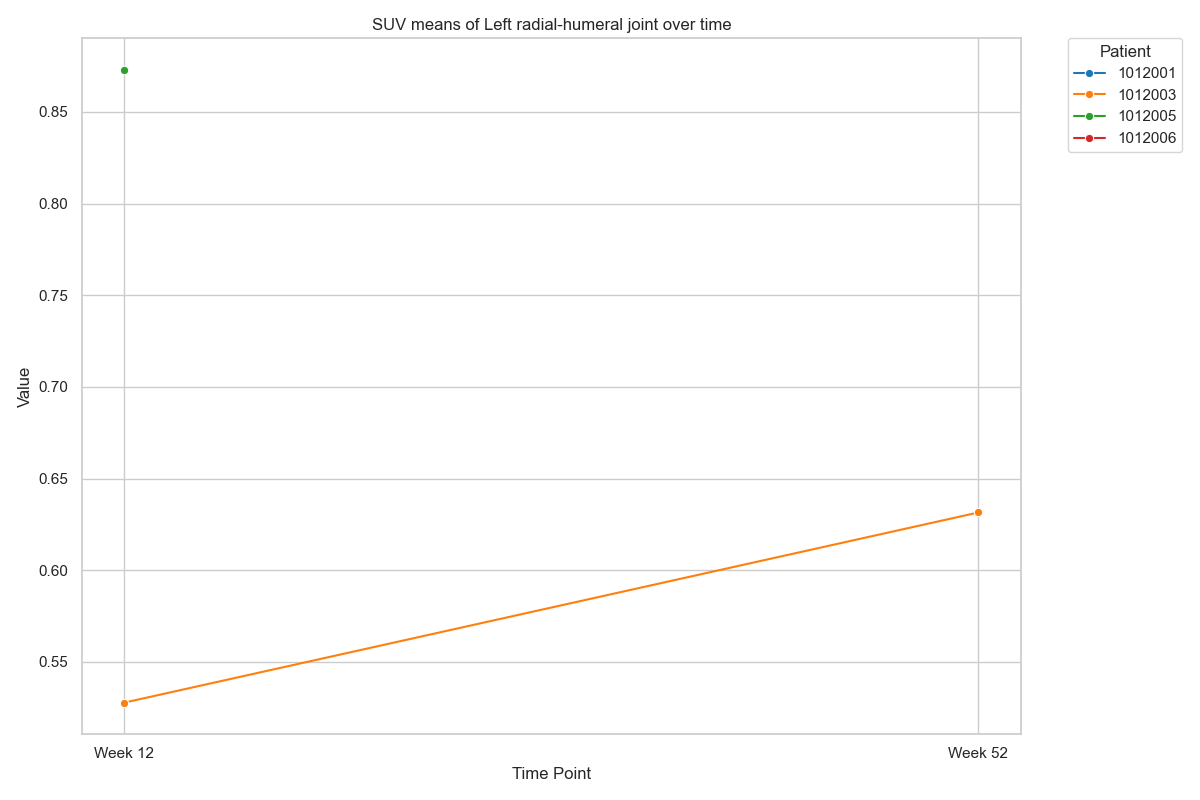 SUV means of Left radial-humeral joint over time
Patient
1012001
1012003
1012005
1012006
Value
0.85
0.80
0.75
0.70
0.65
0.60
0.55
Week 12
Week 52
Time Point